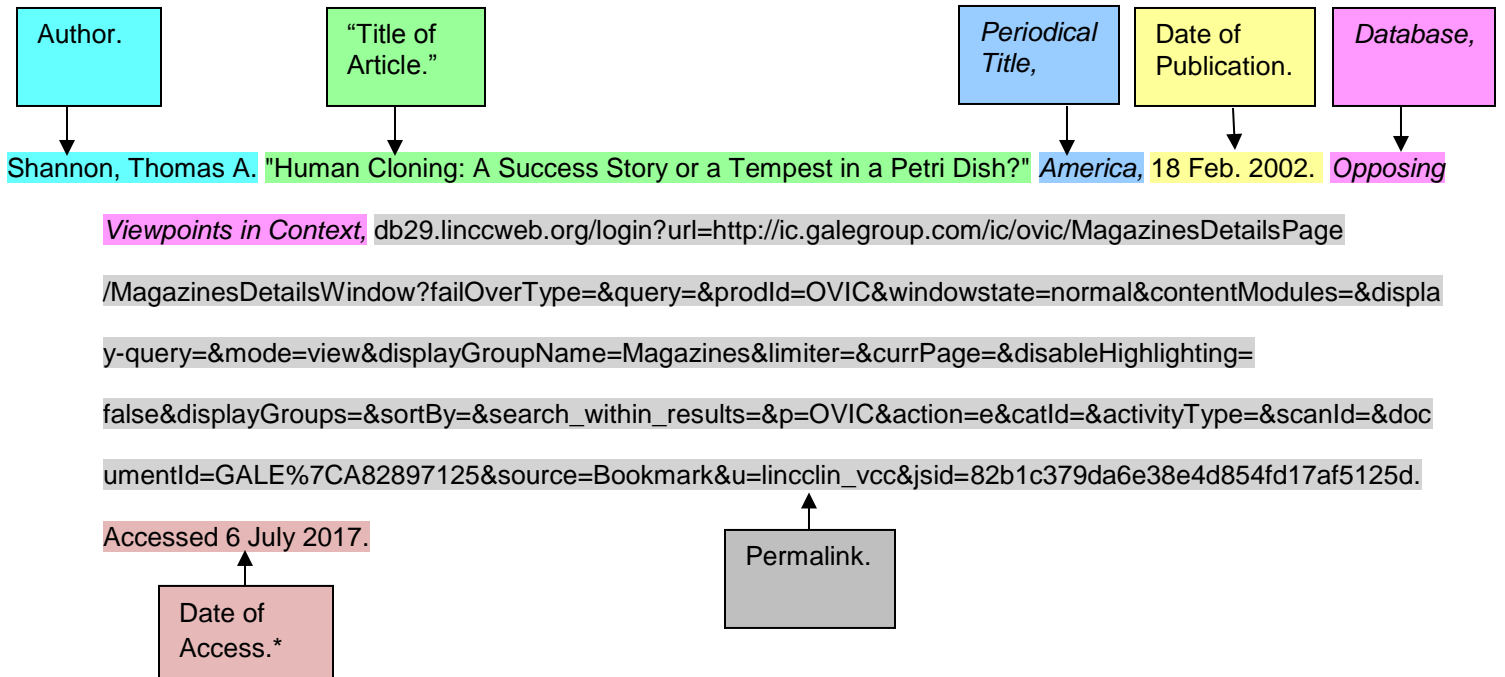 Author.
“Title of
Article.”
Periodical
Title,
Date of
Publication.
Database,
Shannon, Thomas A. "Human Cloning: A Success Story or a Tempest in a Petri Dish?" America, 18 Feb. 2002. Opposing
Viewpoints in Context, db29.linccweb.org/login?url=http://ic.galegroup.com/ic/ovic/MagazinesDetailsPage
/MagazinesDetailsWindow?failOverType=&query=&prodId=OVIC&windowstate=normal&contentModules=&displa
y-query=&mode=view&displayGroupName=Magazines&limiter=&currPage=&disableHighlighting=
false&displayGroups=&sortBy=&search_within_results=&p=OVIC&action=e&catId=&activityType=&scanId=&doc
umentId=GALE%7CA82897125&source=Bookmark&u=lincclin_vcc&jsid=82b1c379da6e38e4d854fd17af5125d.
Accessed 6 July 2017.
Permalink.
Date of
Access.*